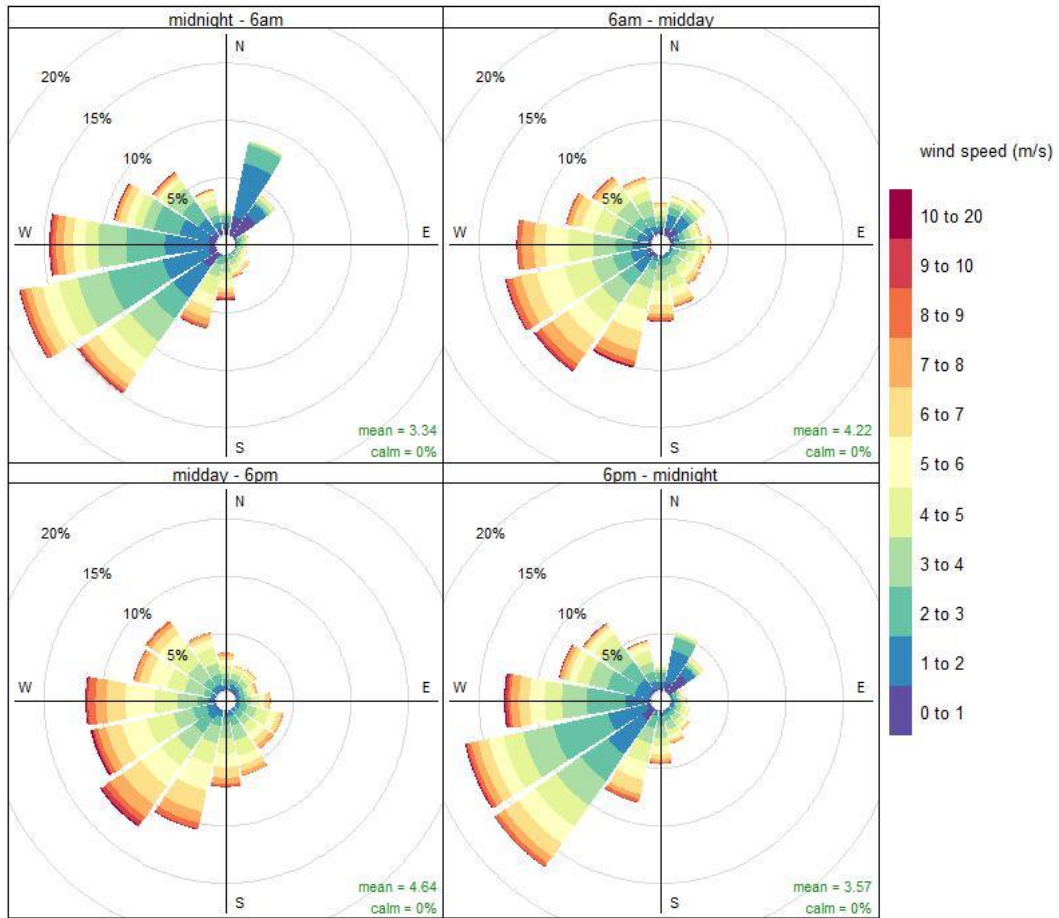 midnight - 6am
N
20%
15%
10%
5%
W
E
S
mean = 3.34
calm = 0%
6am - midday
N
20%
15%
10%
5%
W
E
S
mean = 4.22
calm = 0%
midday - 6pm
N
20%
15%
10%
5%
W
E
S
mean = 4.64
calm = 0%
6pm - midnight
N
20%
15%
10%
5%
W
E
S
mean = 3.57
calm = 0%
wind speed (m/s)
10 to 20
9 to 10
8 to 9
7 to 8
6 to 7
5 to 6
4 to 5
3 to 4
2 to 3
1 to 2
0 to 1